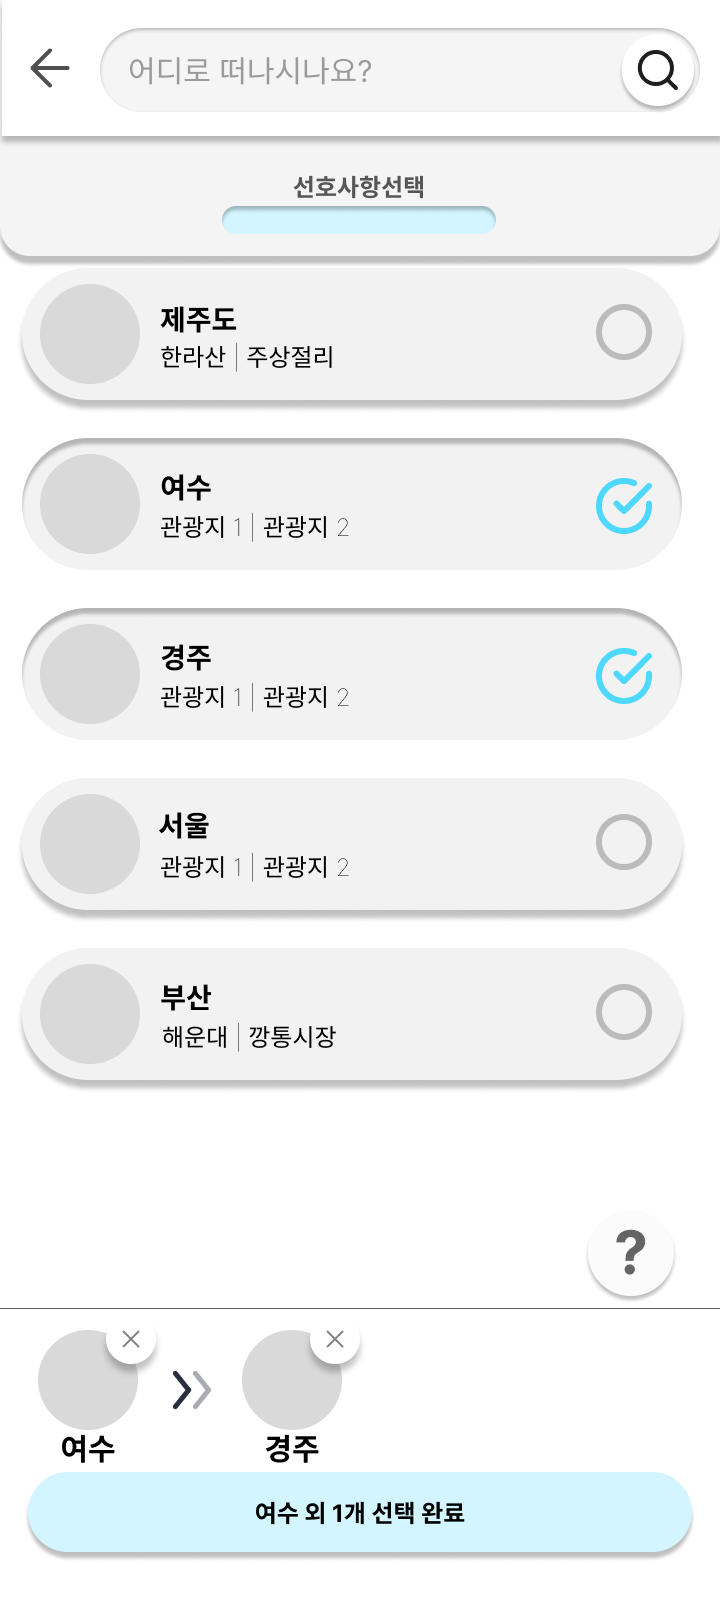 어디로 떠나시나요?
선호사항선택
제주도
한라산 | 주상절리
여수
관광지 1 | 관광지 2
경주
관광지 1 | 관광지 2
서울
관광지 1 | 관광지 2
부산
해운대 | 깡통시장
?
여수
경주
여수 외 1개 선택 완료